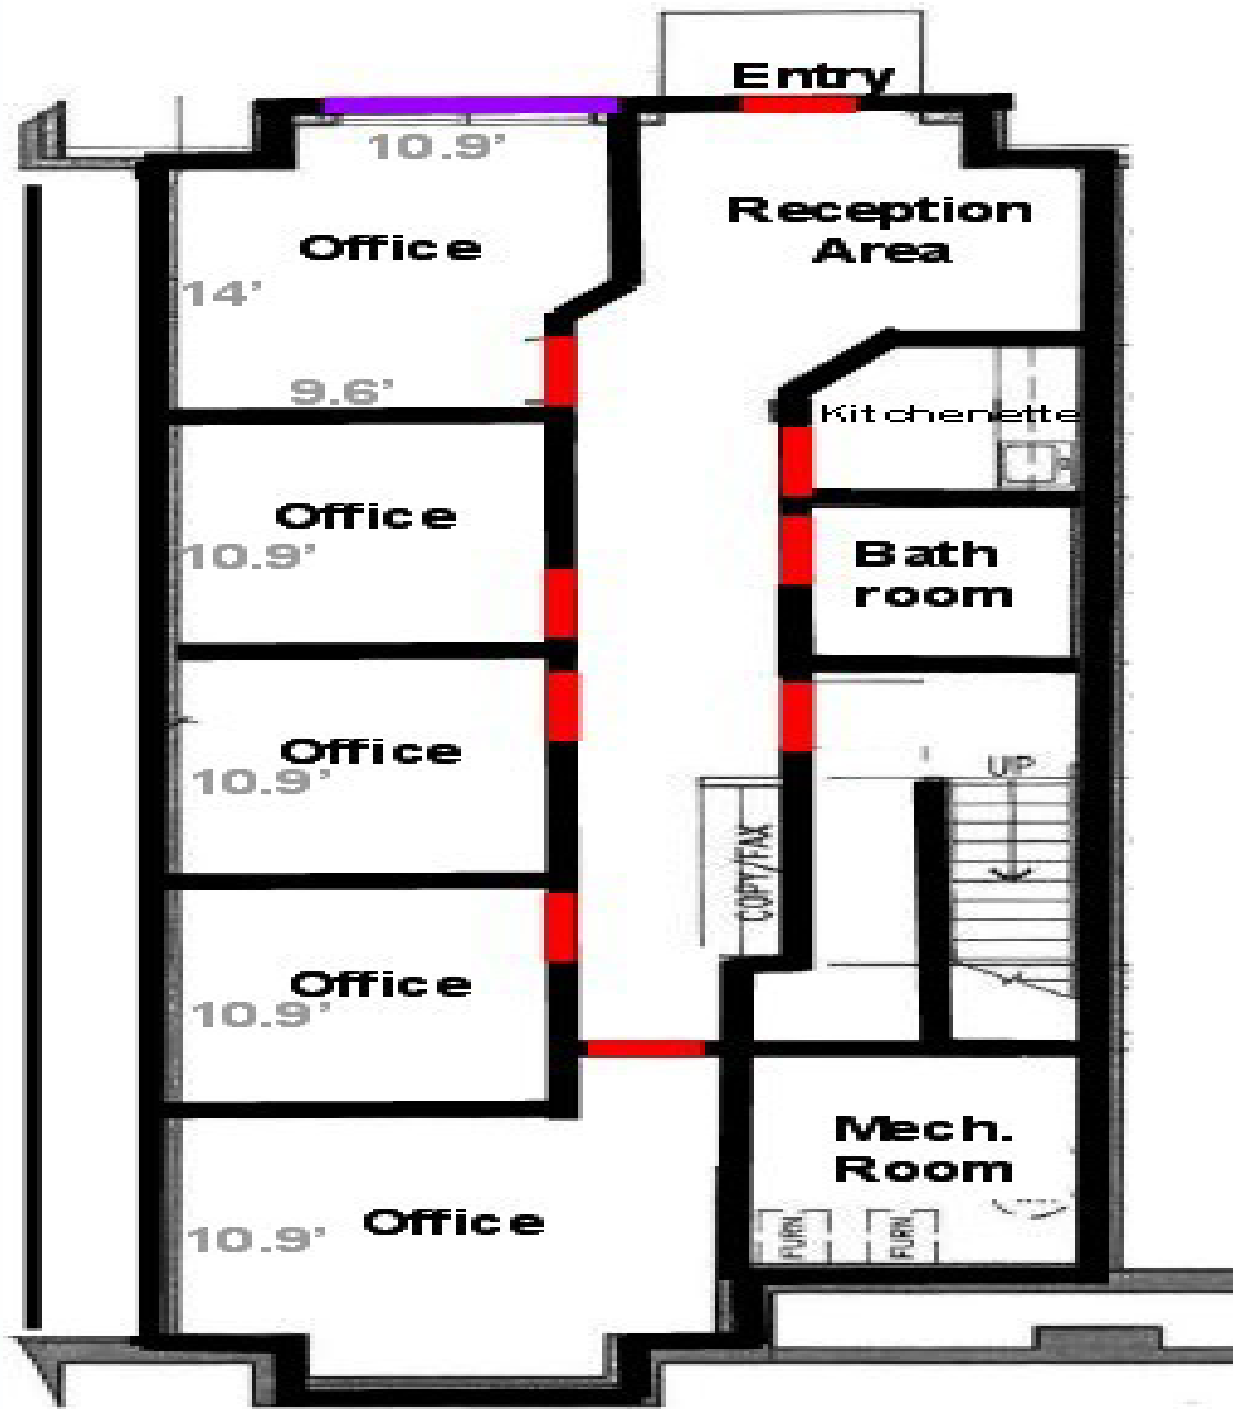 Entry
10.9'
Reception
Area
Office
14'
9.6'
Kitchenette
Office
10.9'
Bath
room
Office
10.9'
UP
COPY/FAX
Office
10.9'
Mech.
Room
Office
10.9'
FURN
FURN